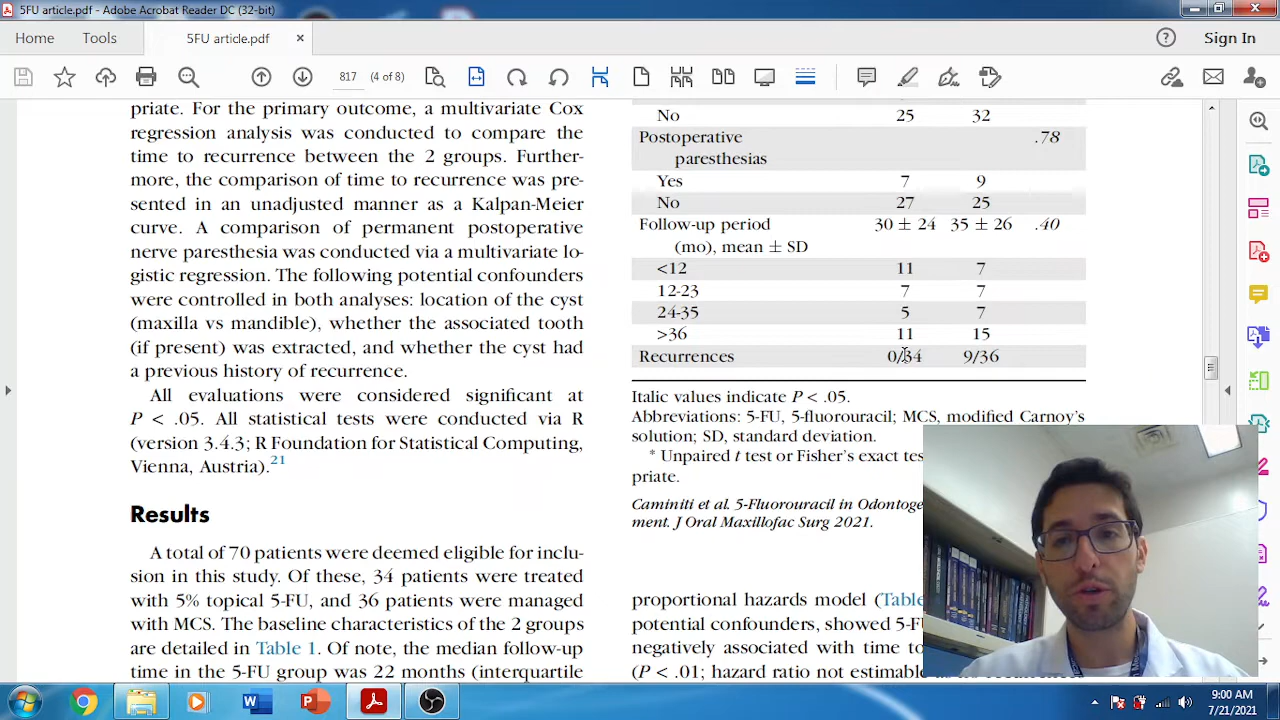 5FU article.pdf - Adobe Acrobat Reader DC (32-bit)
Home
Tools
5FU article.pdf
×
Sign In
817
(4 of 8)
priate. For the primary outcome, a multivariate Cox
regression analysis was conducted to compare the
time to recurrence between the 2 groups. Further-
more, the comparison of time to recurrence was pre-
sented in an unadjusted manner as a Kalpan-Meier
curve. A comparison of permanent postoperative
nerve paresthesia was conducted via a multivariate lo-
gistic regression. The following potential confounders
were controlled in both analyses: location of the cyst
(maxilla vs mandible), whether the associated tooth
(if present) was extracted, and whether the cyst had
a previous history of recurrence.
All evaluations were considered significant at
P < .05. All statistical tests were conducted via R
(version 3.4.3; R Foundation for Statistical Computing,
Vienna, Austria).21
Results
A total of 70 patients were deemed eligible for inclu-
sion in this study. Of these, 34 patients were treated
with 5% topical 5-FU, and 36 patients were managed
with MCS. The baseline characteristics of the 2 groups
are detailed in Table 1. Of note, the median follow-up
time in the 5-FU group was 22 months (interquartile
No 25 32
Postoperative .78
paresthesias
Yes 7 9
No 27 25
Follow-up period 30 ± 24 35 ± 26 .40
(mo), mean ± SD
<12 11 7
12-23 7 7
24-35 5 7
>36 11 15
Recurrences 0/34 9/36
Italic values indicate P < .05.
Abbreviations: 5-FU, 5-fluorouracil; MCS, modified Carnoy's
solution; SD, standard deviation.
* Unpaired t test or Fisher's exact tes
priate.
Caminiti et al. 5-Fluorouracil in Odontoge
ment. J Oral Maxillofac Surg 2021.
proportional hazards model (Table
potential confounders, showed 5-FU
negatively associated with time to
(P < .01; hazard ratio not estimable
9:00 AM
7/21/2021